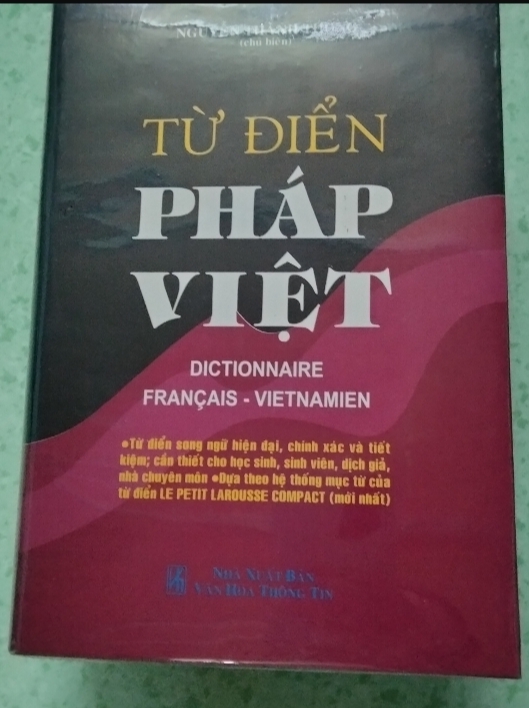 NGUYỄN
(chủ biên)
TỪ ĐIỂN
PHÁP
VIỆT
DICTIONNAIRE
FRANÇAIS - VIETNAMIEN
•Từ điển song ngữ hiện đại, chính xác và tiết
kiệm; cần thiết cho học sinh, sinh viên, dịch giả,
nhà chuyên môn •Dựa theo hệ thống mục từ của
từ điển LE PETIT LAROUSSE COMPACT (mới nhất)
NHÀ XUẤT BẢN
VĂN HOÁ THÔNG TIN